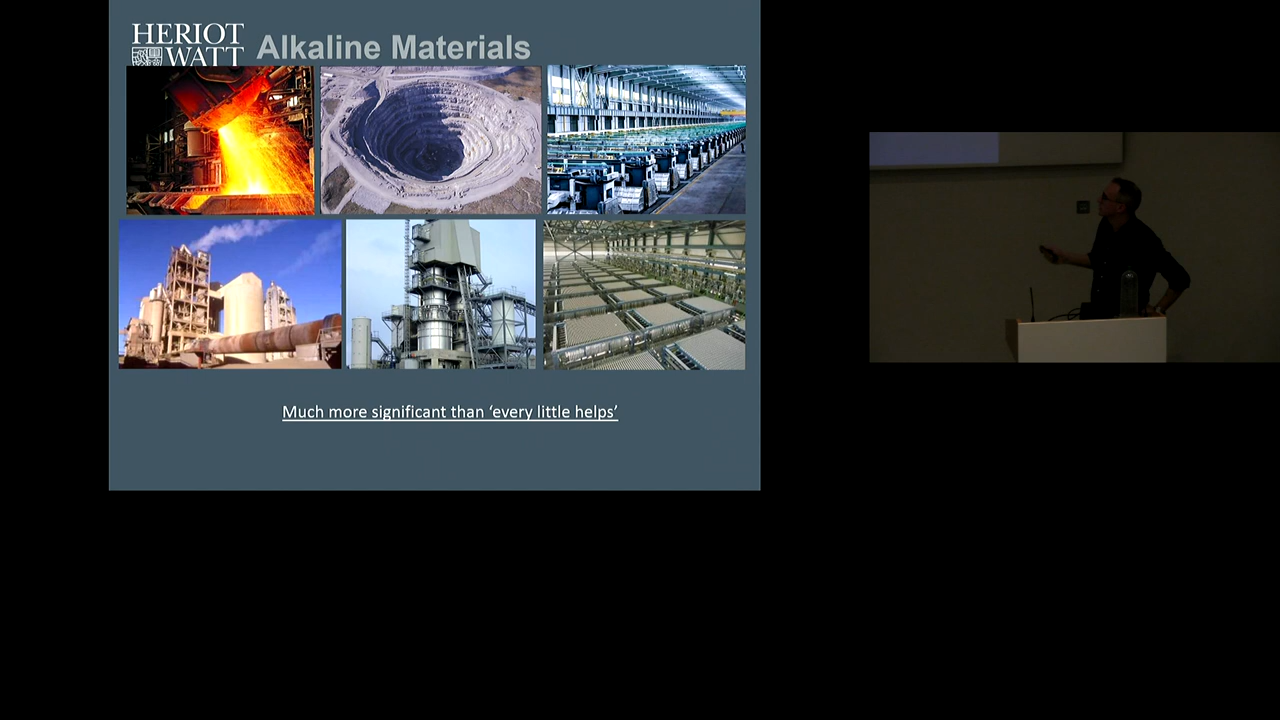 HERIOT
WATT
Alkaline Materials
Much more significant than ‘every little helps’